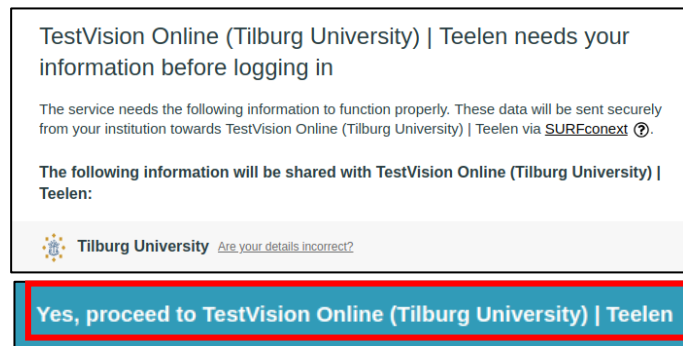 TestVision Online (Tilburg University) | Teelen needs your
information before logging in
The service needs the following information to function properly. These data will be sent securely
from your institution towards TestVision Online (Tilburg University) | Teelen via SURFconext ?.
The following information will be shared with TestVision Online (Tilburg University) |
Teelen:
Tilburg University Are your details incorrect?
Yes, proceed to TestVision Online (Tilburg University) | Teelen